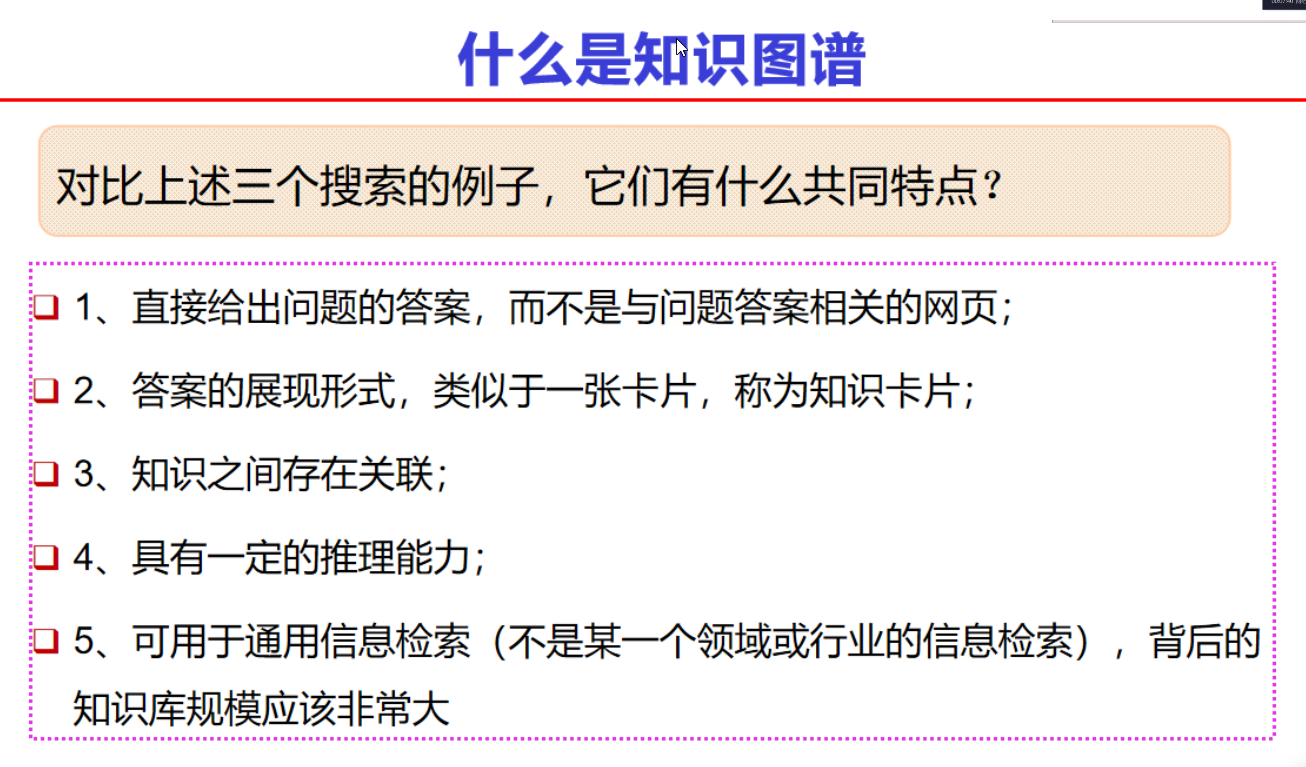 什么是知识图谱
对比上述三个搜索的例子，它们有什么共同特点？
1、直接给出问题的答案，而不是与问题答案相关的网页；
2、答案的展现形式，类似于一张卡片，称为知识卡片；
3、知识之间存在关联；
4、具有一定的推理能力；
5、可用于通用信息检索（不是某一个领域或行业的信息检索），背后的
知识库规模应该非常大